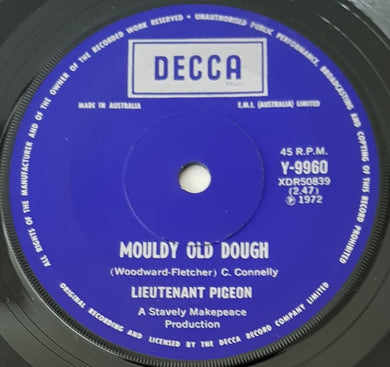 ALL RIGHTS OF THE MANUFACTURER AND OF THE OWNER OF THE RECORDED WORK RESERVED • UNAUTHORISED PUBLIC PERFORMANCE, BROADCASTING AND COPYING OF THIS RECORD PROHIBITED
DECCA
MADE IN AUSTRALIA
E.M.I. (AUSTRALIA) LIMITED
45 R.P.M.
Y-9960
XDR50839
(2.47)
Ⓟ 1972
MOULDY OLD DOUGH
(Woodward-Fletcher) C. Connelly
LIEUTENANT PIGEON
A Stavely Makepeace
Production
ORIGINAL RECORDING AND LICENSED BY THE DECCA RECORD COMPANY LIMITED